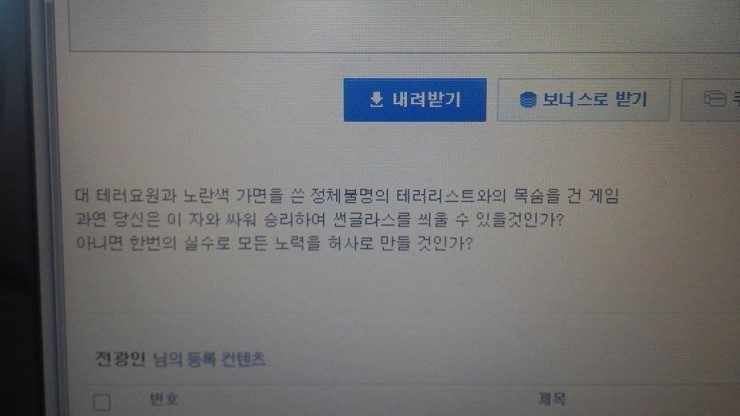 내려받기
보너스로 받기
대 테러요원과 노란색 가면을 쓴 정체불명의 테러리스트와의 목숨을 건 게임
과연 당신은 이 자와 싸워 승리하여 썬글라스를 씌울 수 있을것인가?
아니면 한번의 실수로 모든 노력을 허사로 만들 것인가?
전광인 님의 등록 컨텐츠
번호
제목